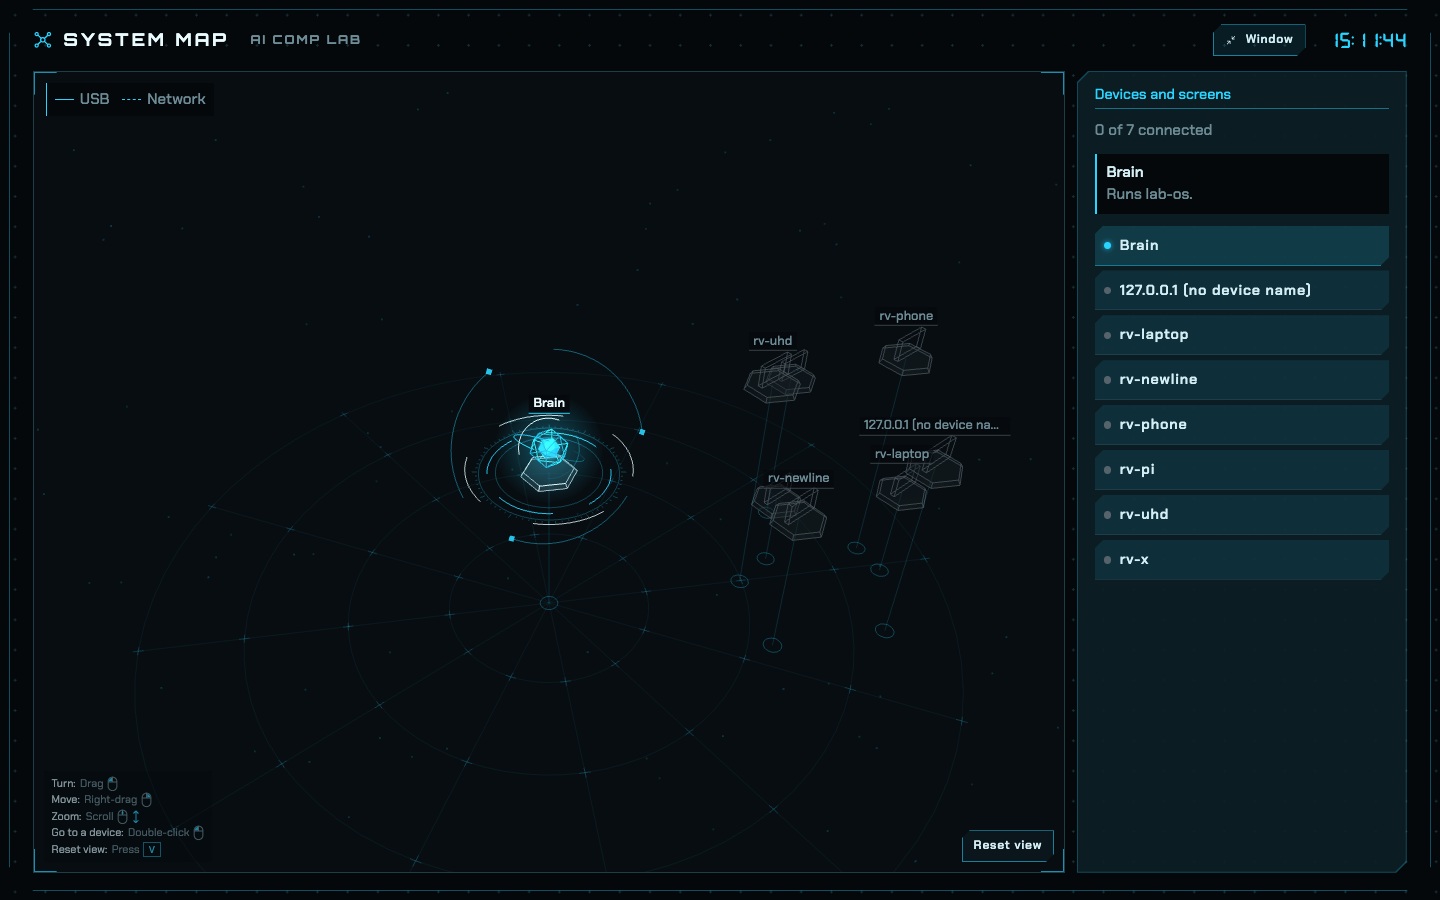 SYSTEM MAP
AI COMP LAB
Window
15:11:44
USB
Network
rv-phone
rv-uhd
Brain
127.0.0.1 (no device na...
rv-laptop
rv-newline
Turn: Drag
Move: Right-drag
Zoom: Scroll
Go to a device: Double-click
Reset view: Press V
Reset view
Devices and screens
0 of 7 connected
Brain
Runs lab-os.
Brain
127.0.0.1 (no device name)
rv-laptop
rv-newline
rv-phone
rv-pi
rv-uhd
rv-x